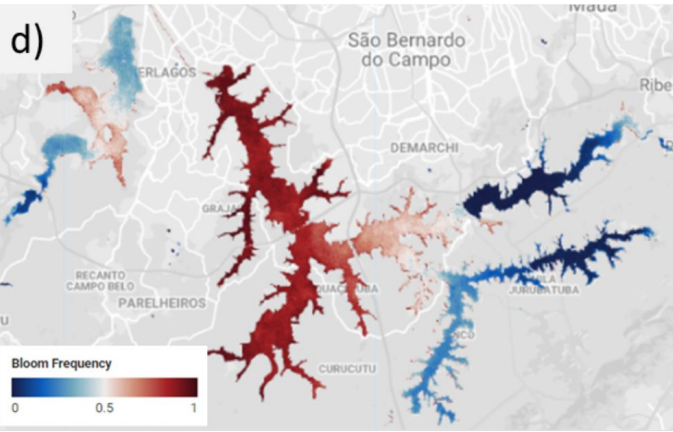 d)
Mauá
São Bernardo
do Campo
ERLAGOS
Ribe
DEMARCHI
GRAJA
RECANTO
CAMPO BELO
PARELHEIROS
JURUBATUBA
CURUCUTU
Bloom Frequency
0 0.5 1